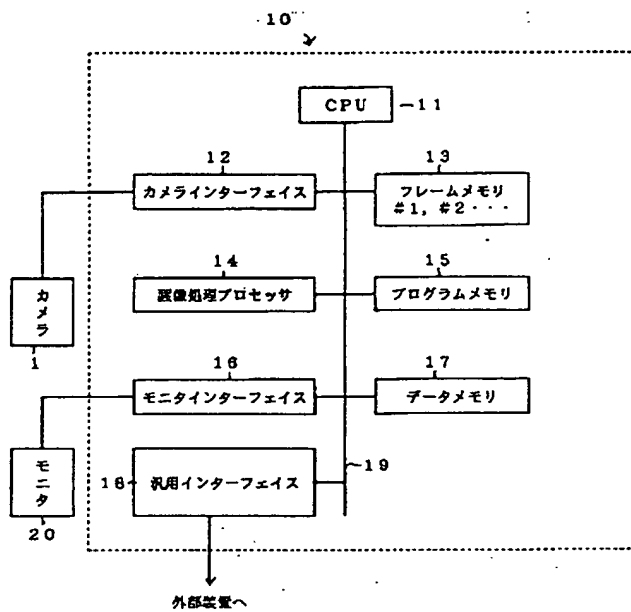 10
CPU
11
12
カメラインターフェイス
13
フレームメモリ
#1, #2・・・
14
画像処理プロセッサ
15
プログラムメモリ
カメラ
1
16
モニタインターフェイス
17
データメモリ
モニタ
20
18
汎用インターフェイス
19
外部装置へ